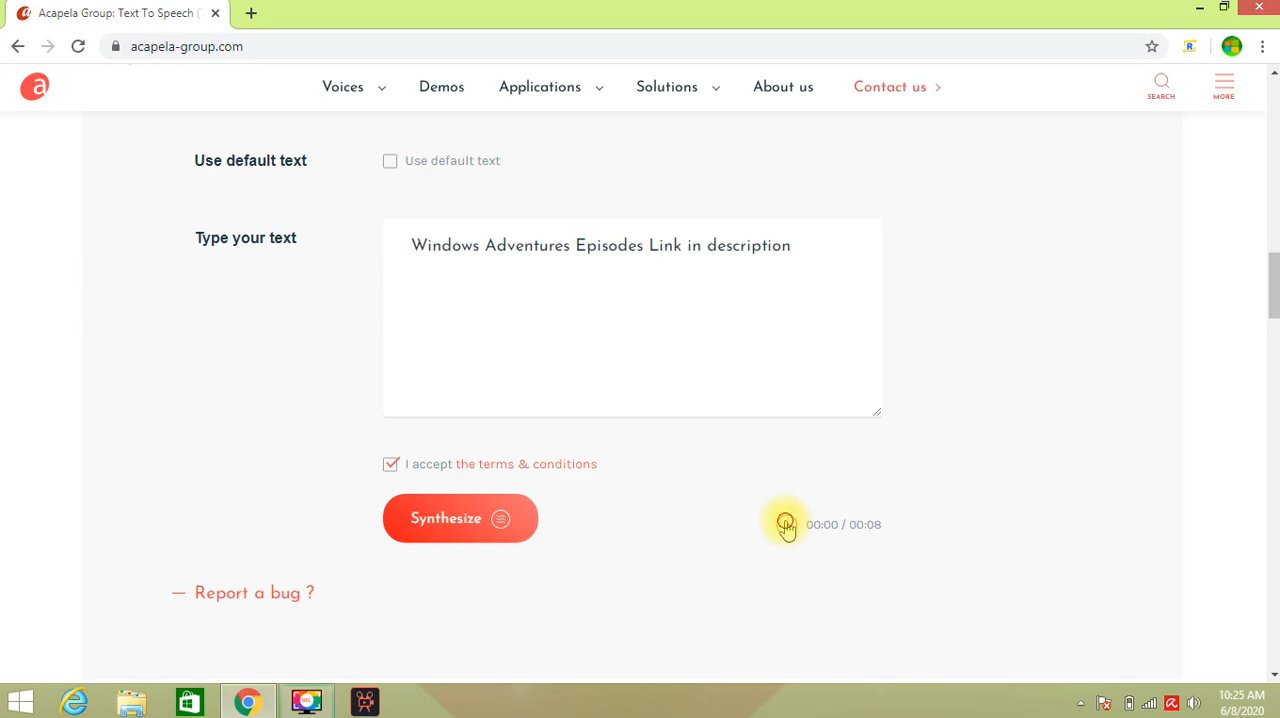 Acapela Group: Text To Speech (
acapela-group.com
R
a
Voices
Demos
Applications
Solutions
About us
Contact us
SEARCH
MORE
Use default text
Use default text
Type your text
Windows Adventures Episodes Link in description
I accept the terms & conditions
Synthesize
00:00 / 00:08
Report a bug ?
REC
10:25 AM
6/8/2020